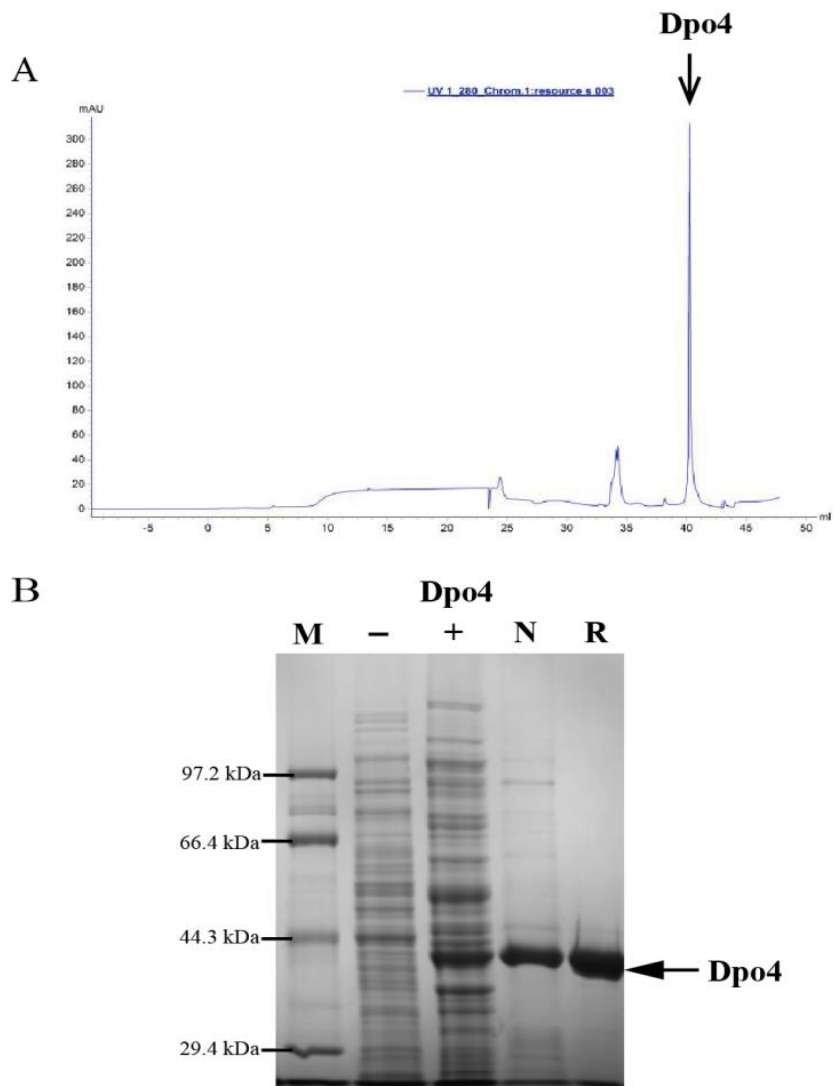 Dpo4
A
UV 1_280_Chrom.1:resource s 003
mAU
300
280
260
240
220
200
180
160
140
120
100
80
60
40
20
0
-5 0 5 10 15 20 25 30 35 40 45 50 ml
B
Dpo4
M − + N R
97.2 kDa
66.4 kDa
44.3 kDa
Dpo4
29.4 kDa